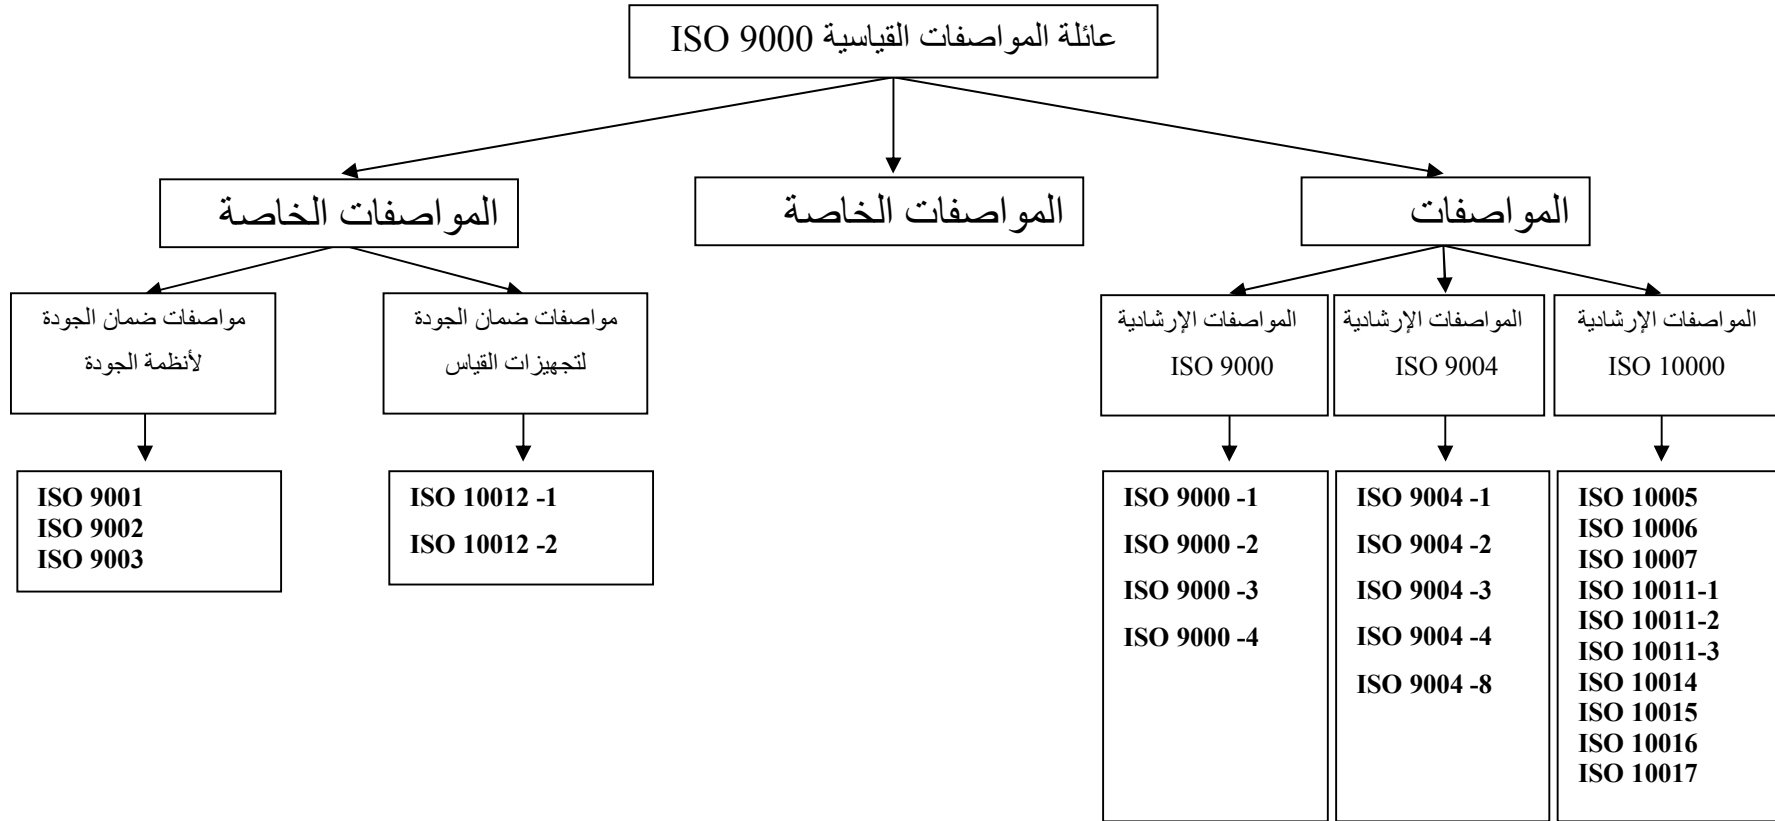 عائلة المواصفات القياسية ISO 9000
المواصفات
المواصفات الخاصة
المواصفات الخاصة
المواصفات الإرشادية
ISO 10000
المواصفات الإرشادية
ISO 9004
المواصفات الإرشادية
ISO 9000
مواصفات ضمان الجودة
لتجهيزات القياس
مواصفات ضمان الجودة
لأنظمة الجودة
ISO 10005
ISO 10006
ISO 10007
ISO 10011-1
ISO 10011-2
ISO 10011-3
ISO 10014
ISO 10015
ISO 10016
ISO 10017
ISO 9004 -1
ISO 9004 -2
ISO 9004 -3
ISO 9004 -4
ISO 9004 -8
ISO 9000 -1
ISO 9000 -2
ISO 9000 -3
ISO 9000 -4
ISO 10012 -1
ISO 10012 -2
ISO 9001
ISO 9002
ISO 9003